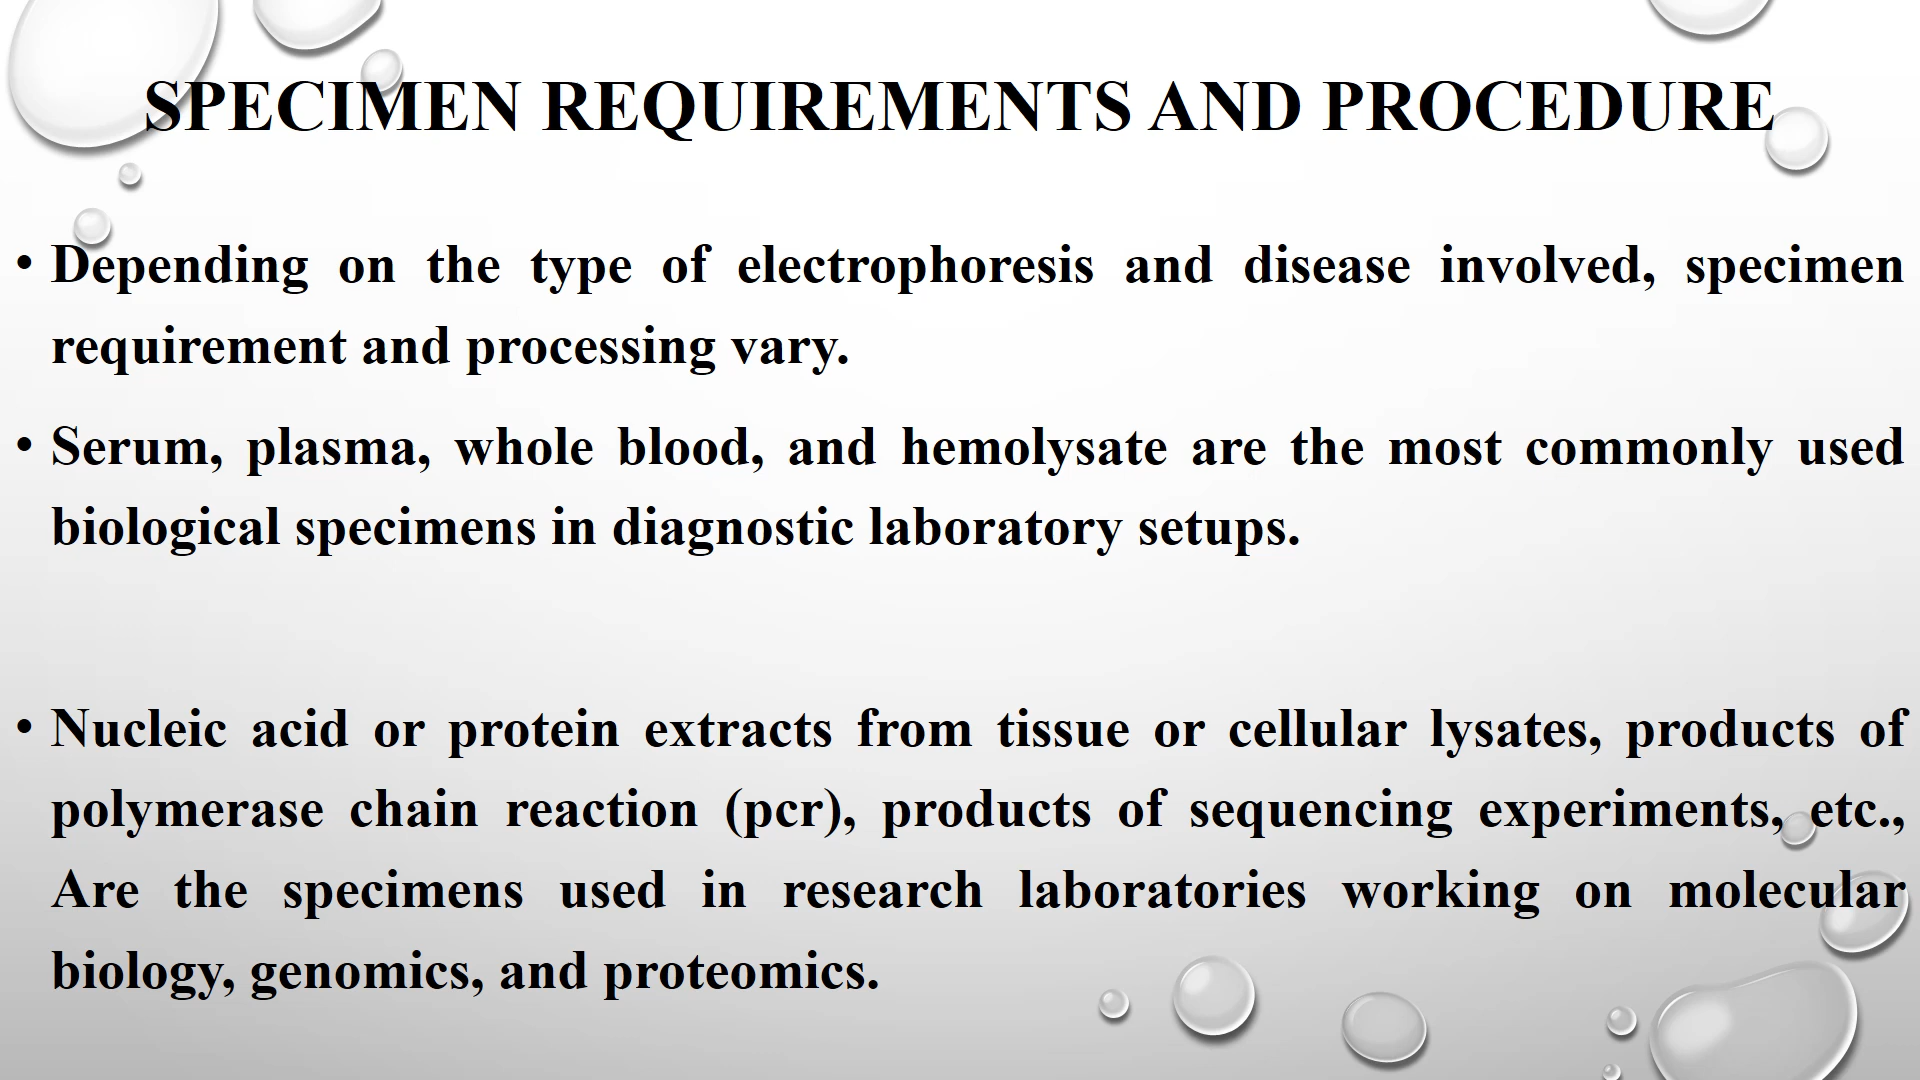 SPECIMEN REQUIREMENTS AND PROCEDURE
• Depending on the type of electrophoresis and disease involved, specimen
requirement and processing vary.
• Serum, plasma, whole blood, and hemolysate are the most commonly used
biological specimens in diagnostic laboratory setups.
• Nucleic acid or protein extracts from tissue or cellular lysates, products of
polymerase chain reaction (pcr), products of sequencing experiments, etc.,
Are the specimens used in research laboratories working on molecular
biology, genomics, and proteomics.